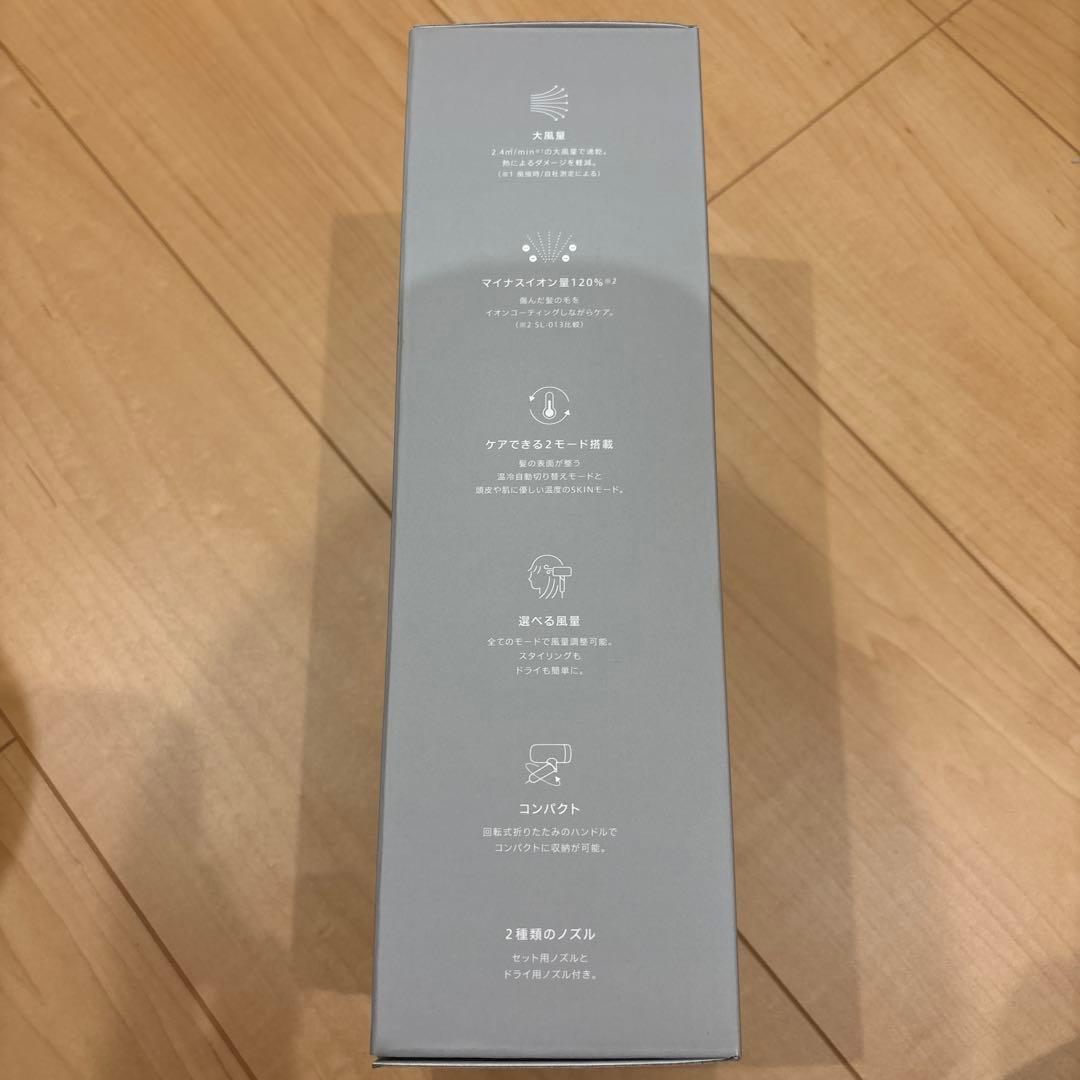 大風量
2.4㎥/min※1の大風量で速乾。
熱によるダメージを軽減。
(※1 振幅時/自社測定による)
マイナスイオン量120%※2
傷んだ髪の毛を
イオンコーティングしながらケア。
(※2 SL-013比較)
ケアできる2モード搭載
髪の表面が整う
温冷自動切り替えモードと
頭皮や肌に優しい温度のSKINモード。
選べる風量
全てのモードで風量調整可能。
スタイリングも
ドライも簡単に。
コンパクト
回転式折りたたみのハンドルで
コンパクトに収納が可能。
2種類のノズル
セット用ノズルと
ドライ用ノズル付き。